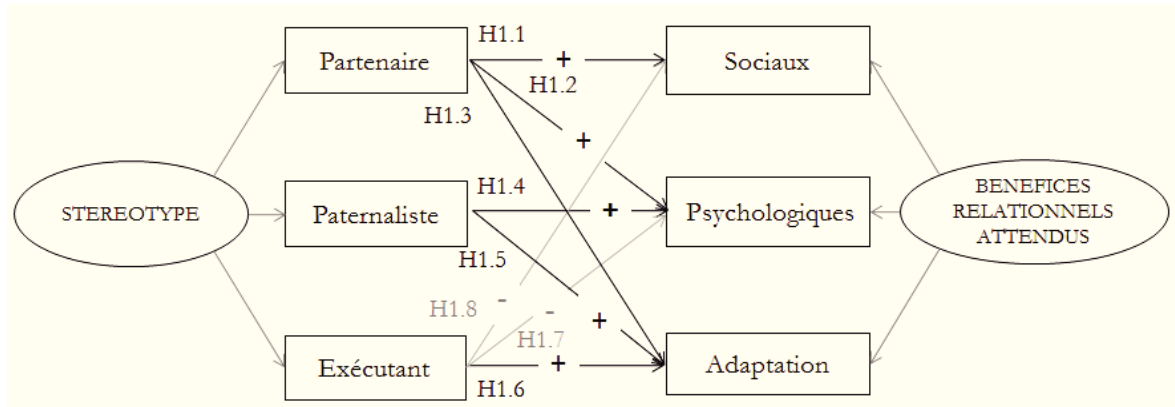 H1.1
Partenaire
+
Sociaux
H1.2
H1.3
+
STEREOTYPE
Paternaliste
H1.4
+
Psychologiques
BENEFICES
RELATIONNELS
ATTENDUS
H1.5
H1.8
-
-
+
H1.7
Exécutant
+
Adaptation
H1.6